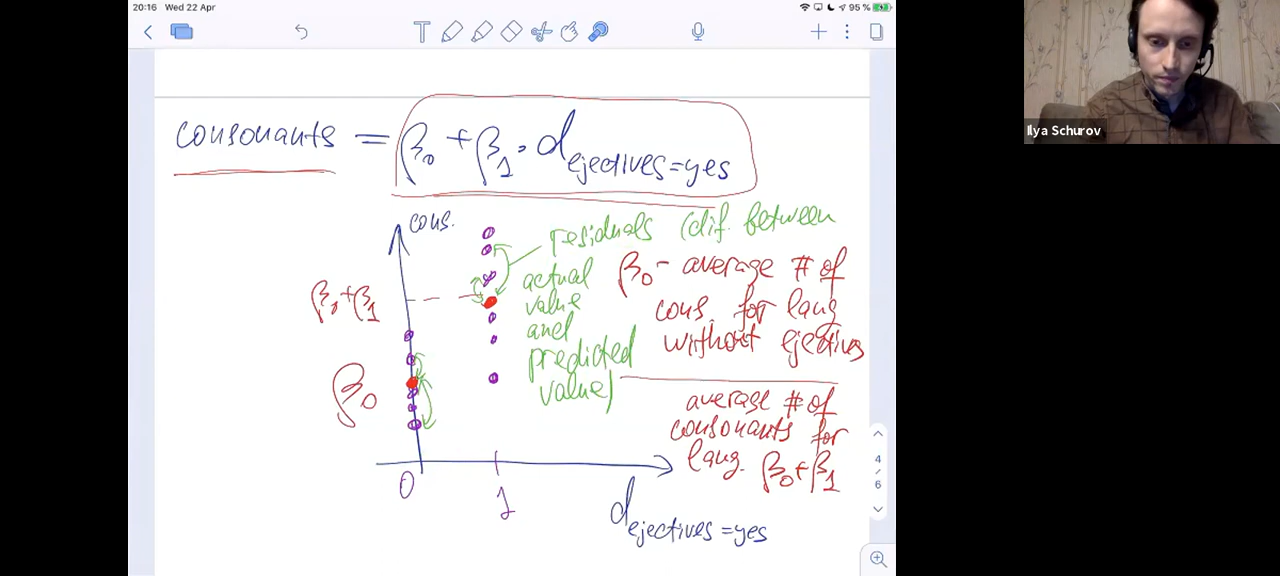 20:16 Wed 22 Apr
95 %
Ilya Schurov
consonants = β₀ + β₁ · d ejectives=yes
cons.
residuals (dif. between
actual
value
and
predicted
value)
β₀ - average # of
cons. for lang
without ejectives
β₀+β₁
β₀
average # of
consonants for
lang. β₀+β₁
4
/
6
0
1
d ejectives=yes